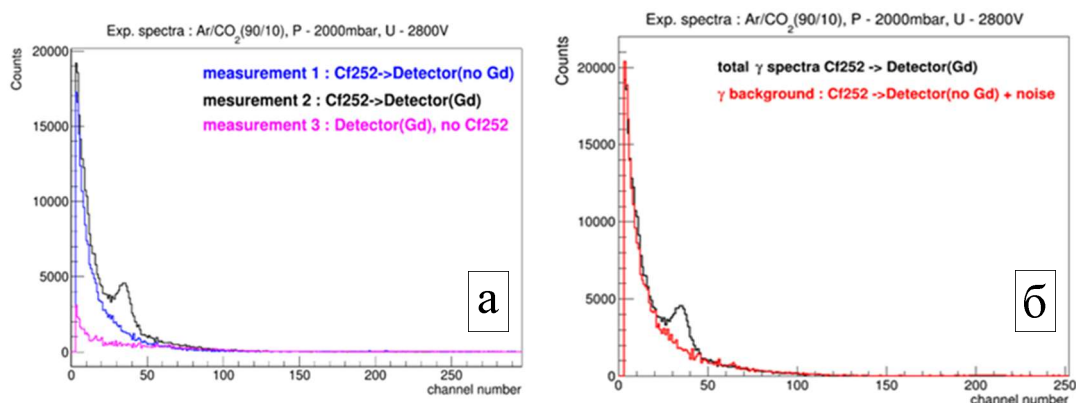 Exp. spectra : Ar/CO2(90/10), P - 2000mbar, U - 2800V
Counts
20000
15000
10000
5000
0
measurement 1 : Cf252->Detector(no Gd)
mesurement 2 : Cf252->Detector(Gd)
measurement 3 : Detector(Gd), no Cf252
а
0 50 100 150 200 250
channel number
Exp. spectra : Ar/CO2(90/10), P - 2000mbar, U - 2800V
Counts
20000
15000
10000
5000
0
total γ spectra Cf252 -> Detector(Gd)
γ background : Cf252 ->Detector(no Gd) + noise
б
0 50 100 150 200 250
channel number